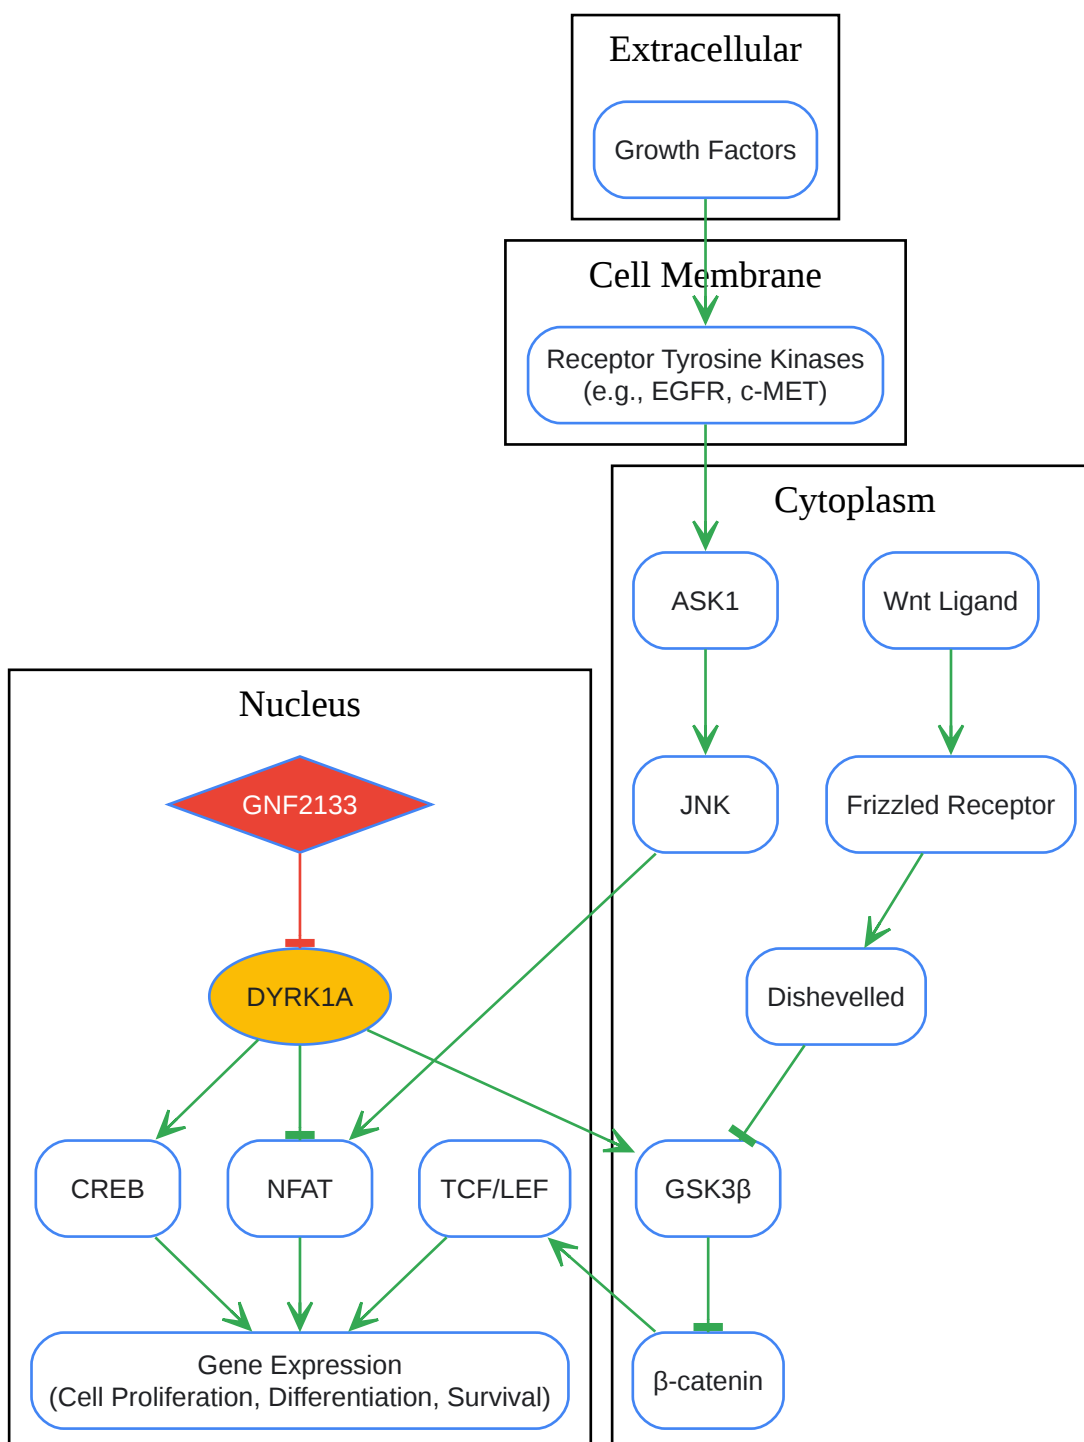 Extracellular
Growth Factors
Cell Membrane
Receptor Tyrosine Kinases
(e.g., EGFR, c-MET)
Cytoplasm
ASK1
Wnt Ligand
Nucleus
GNF2133
JNK
Frizzled Receptor
DYRK1A
Dishevelled
CREB
NFAT
TCF/LEF
GSK3β
Gene Expression
(Cell Proliferation, Differentiation, Survival)
β-catenin